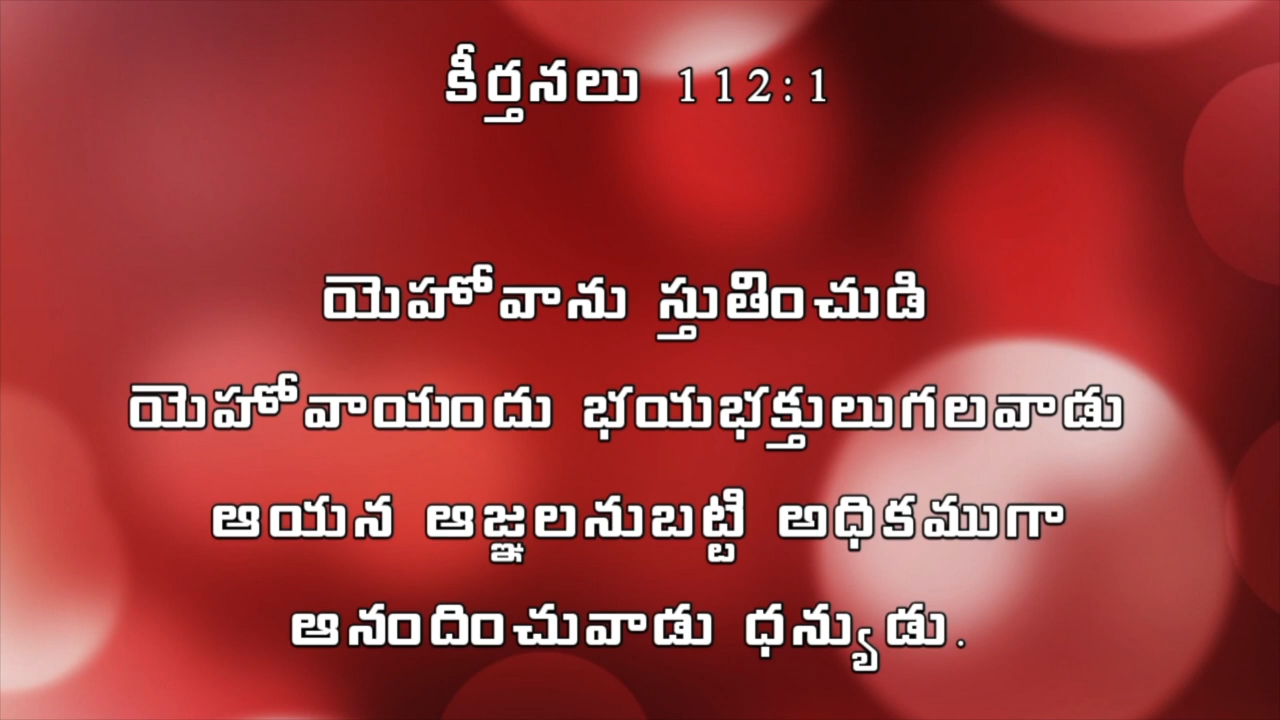 కీర్తనలు 112:1
యెహోవాను స్తుతించుడి
యెహోవాయందు భయభక్తులుగలవాడు
ఆయన ఆజ్ఞలనుబట్టి అధికముగా
ఆనందించువాడు ధన్యుడు.